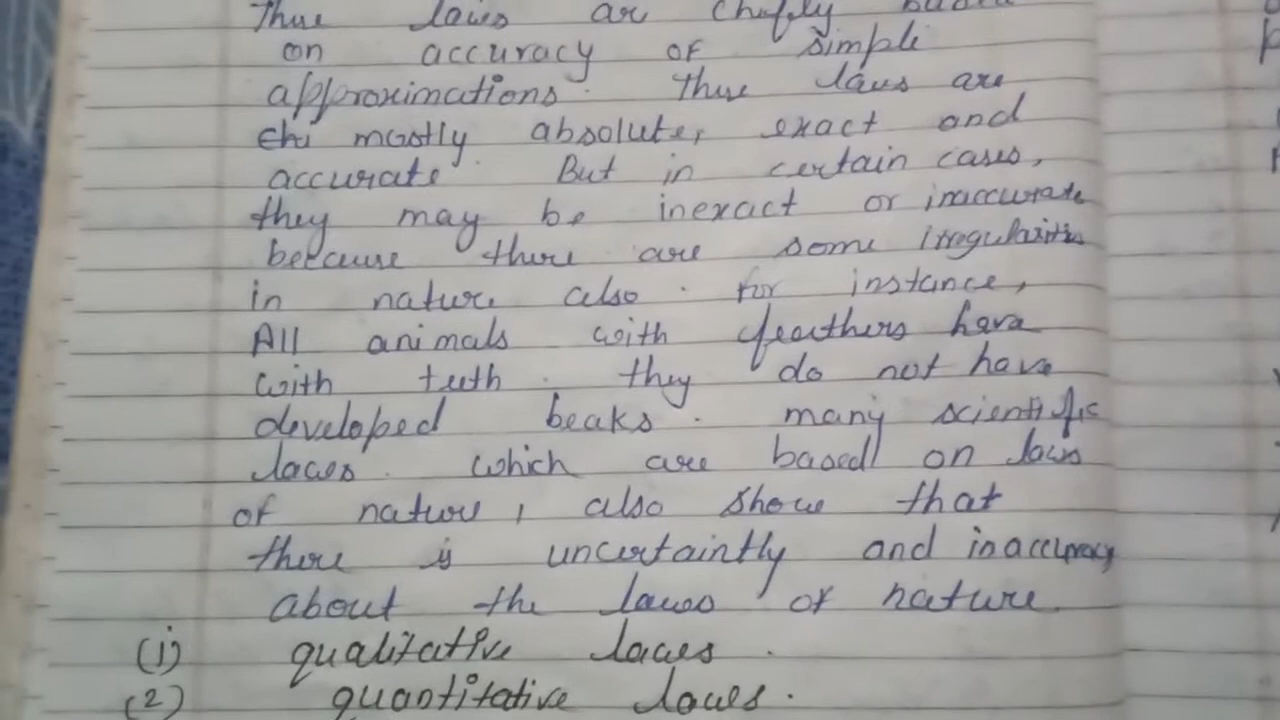 These laws are chiefly based
on accuracy of simple
approximations. These laws are
chi mostly absolute, exact and
accurate. But in certain cases,
they may be inexact or inaccurate
because there are some irregularities
in nature also. For instance,
All animals with feathers have
with teeth. they do not have
developed beaks. many scientific
laws. which are based on laws
of nature, also show that
there is uncertaintly and inaccuracy
about the laws of nature.
(1) qualitative laws.
(2) quantitative laws.